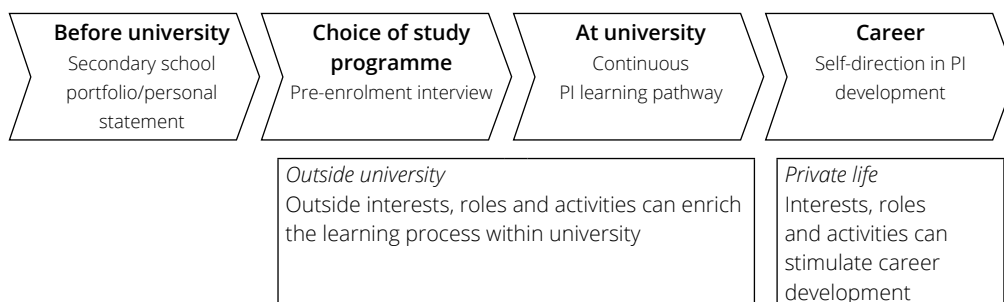 Before university
Secondary school
portfolio/personal
statement
Choice of study
programme
Pre-enrolment interview
At university
Continuous
PI learning pathway
Career
Self-direction in PI
development
Outside university
Outside interests, roles and activities can enrich
the learning process within university
Private life
Interests, roles
and activities can
stimulate career
development